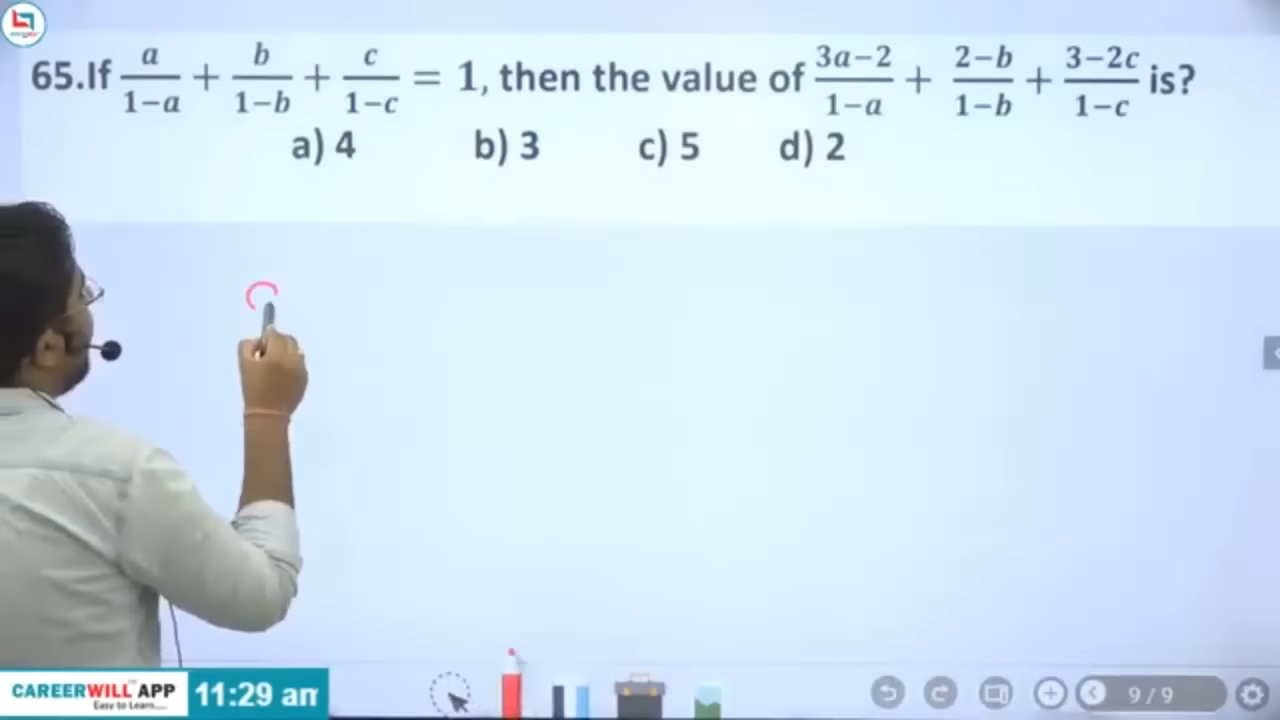 65.If a/1−a + b/1−b + c/1−c = 1, then the value of 3a−2/1−a + 2−b/1−b + 3−2c/1−c is?
a) 4 b) 3 c) 5 d) 2
CAREERWILL APP
Easy to Learn.....
11:29 am
9 / 9